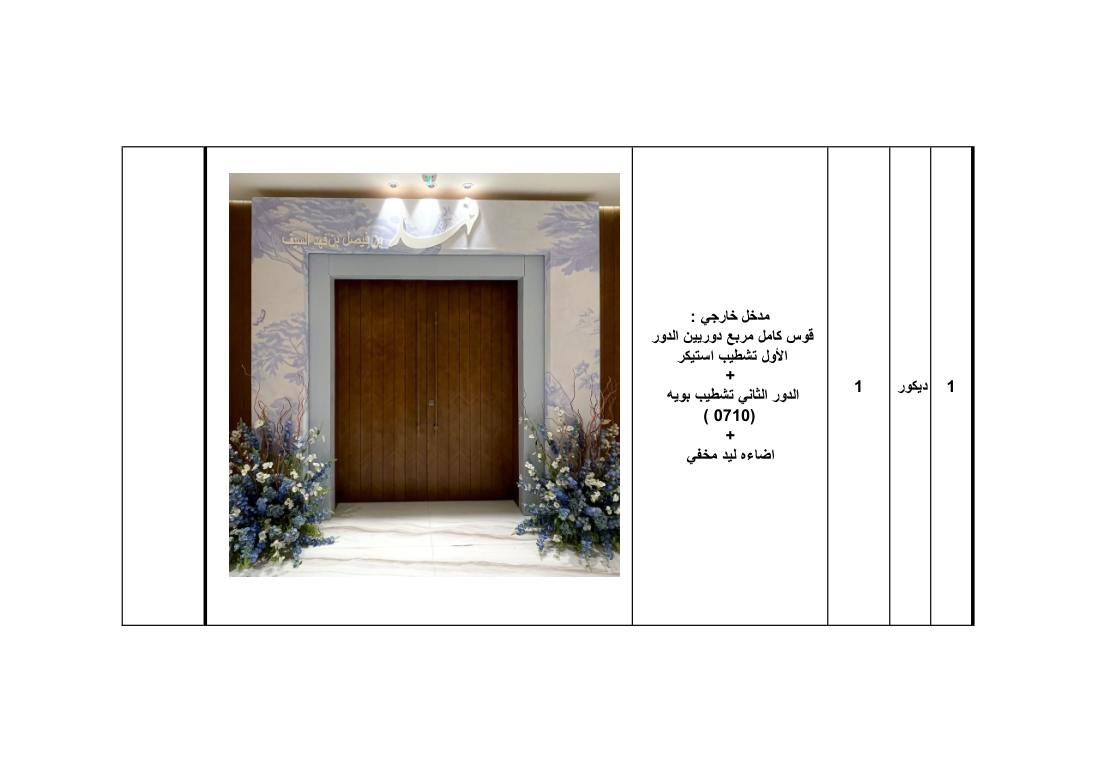 1
ديكور
1
مدخل خارجي :
قوس كامل مربع دوريين الدور
الأول تشطيب استيكر
+
الدور الثاني تشطيب بويه
(0710 )
+
اضاءه ليد مخفي
فهد
بن فيصل بن فهد السيف